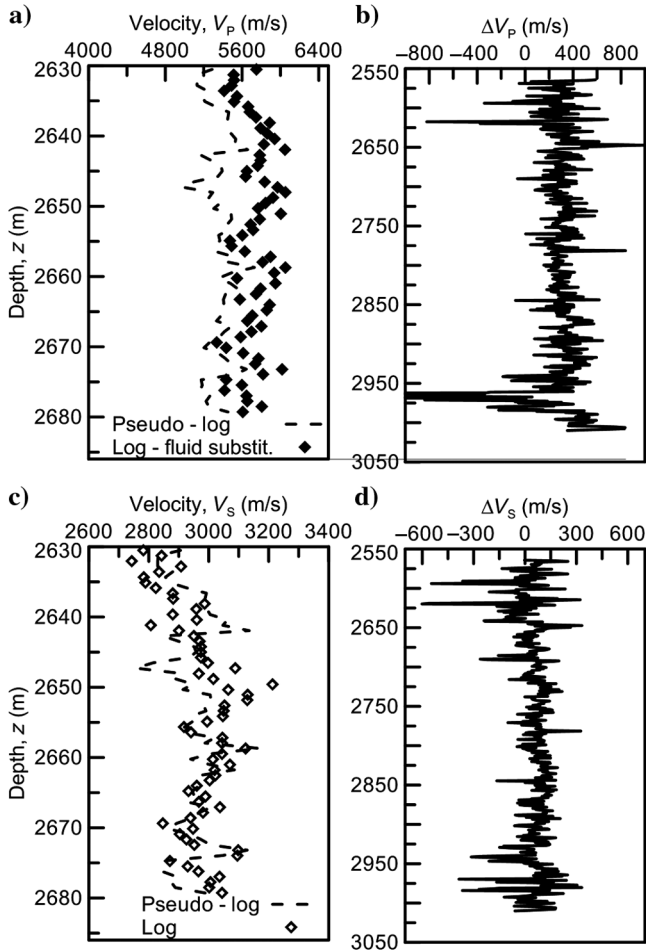 a)
Velocity, VP (m/s)
4000 4800 5600 6400
2630
2640
2650
2660
2670
2680
Depth, z (m)
Pseudo - log
Log - fluid substit.
b)
ΔVP (m/s)
−800 −400 0 400 800
2550
2650
2750
2850
2950
3050
c)
Velocity, VS (m/s)
2600 2800 3000 3200 3400
2630
2640
2650
2660
2670
2680
Depth, z (m)
Pseudo - log
Log
d)
ΔVS (m/s)
−600 −300 0 300 600
2550
2650
2750
2850
2950
3050